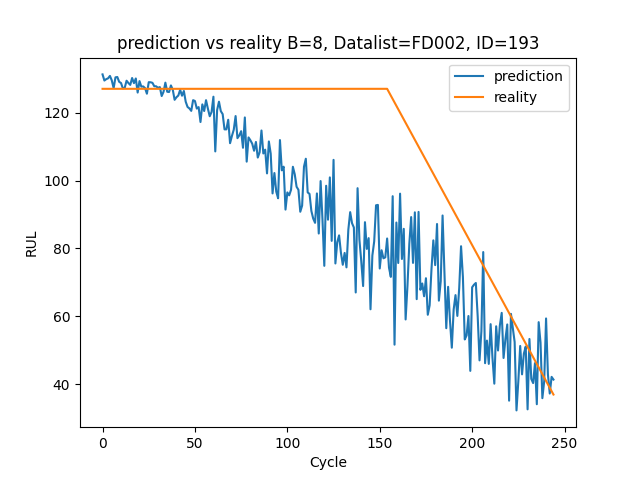 prediction vs reality B=8, Datalist=FD002, ID=193
prediction
reality
120
100
80
60
40
RUL
0
50
100
150
200
250
Cycle